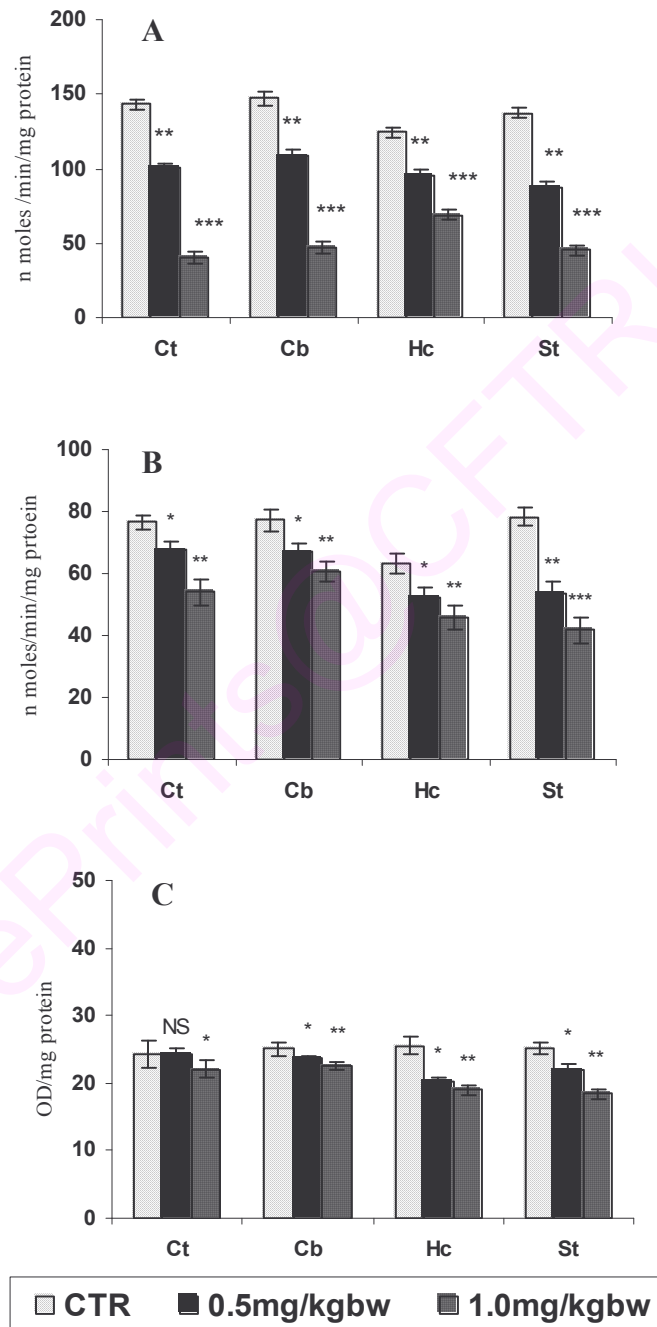 A
n moles /min/mg protein
200
150
100
50
0
** *** ** *** ** *** ** ***
Ct Cb Hc St
B
n moles/min/mg prtoein
100
80
60
40
20
0
* ** * ** * ** ** ***
Ct Cb Hc St
C
OD/mg protein
50
40
30
20
10
0
NS * * ** * ** * **
Ct Cb Hc St
CTR 0.5mg/kgbw 1.0mg/kgbw
ePrints@CFTRI